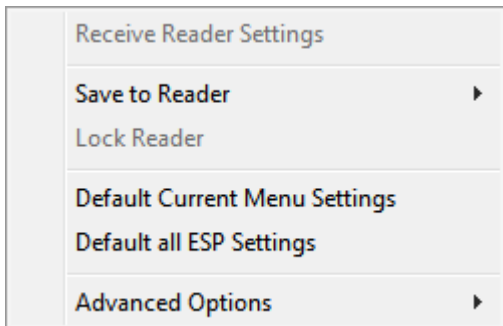 Receive Reader Settings
Save to Reader
Lock Reader
Default Current Menu Settings
Default all ESP Settings
Advanced Options